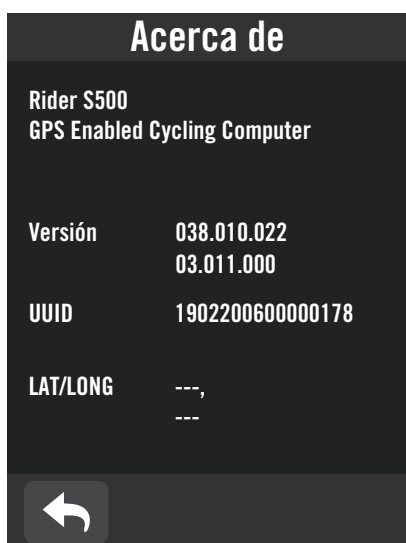 Acerca de
Rider S500
GPS Enabled Cycling Computer
Versión 038.010.022
03.011.000
UUID 1902200600000178
LAT/LONG ---,
---